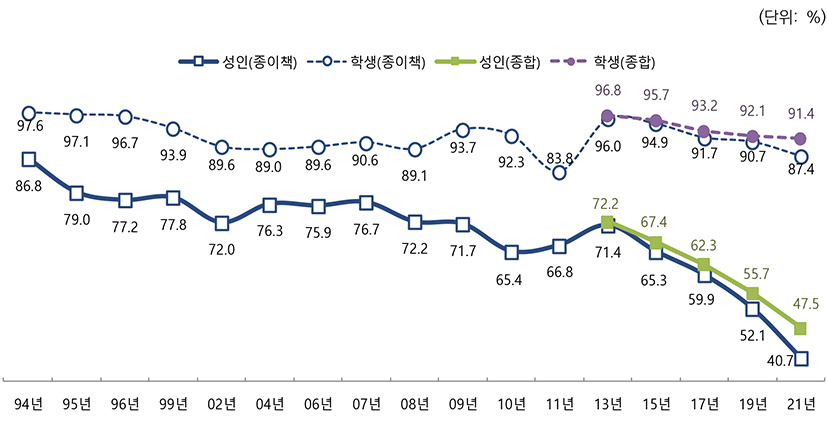 (단위: %)
성인(종이책) 학생(종이책) 성인(종합) 학생(종합)
96.8 95.7 93.2 92.1 91.4
97.6 97.1 96.7 93.9 89.6 89.0 89.6 90.6 89.1 93.7 92.3 83.8 96.0 94.9 91.7 90.7 87.4
72.2 67.4 62.3 55.7 47.5
86.8 79.0 77.2 77.8 72.0 76.3 75.9 76.7 72.2 71.7 65.4 66.8 71.4 65.3 59.9 52.1 40.7
94년 95년 96년 99년 02년 04년 06년 07년 08년 09년 10년 11년 13년 15년 17년 19년 21년